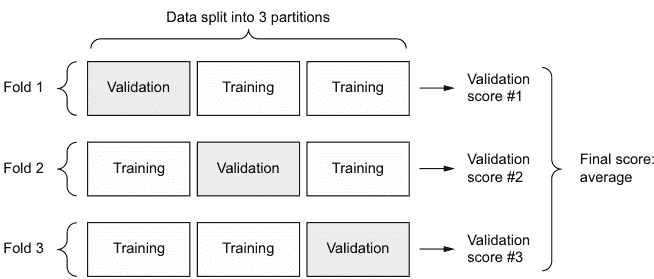 Data split into 3 partitions
Fold 1
Validation
Training
Training
Validation
score #1
Fold 2
Training
Validation
Training
Validation
score #2
Final score:
average
Fold 3
Training
Training
Validation
Validation
score #3